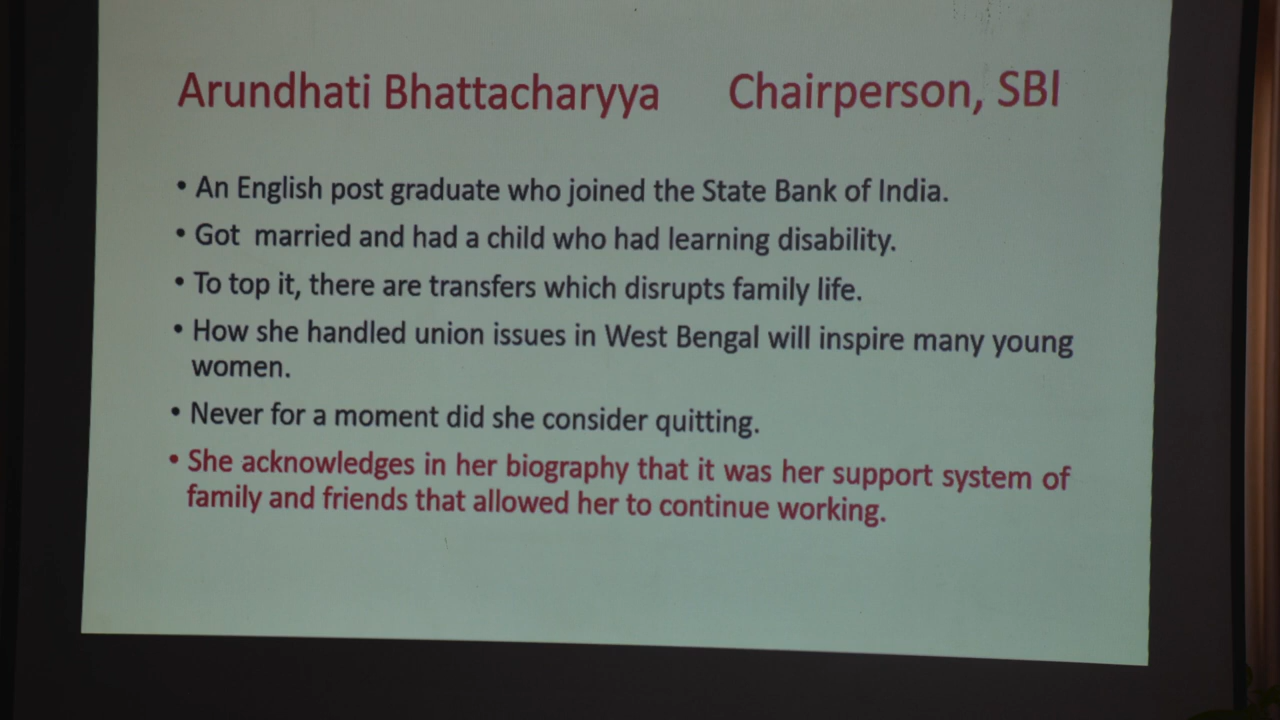 Arundhati Bhattacharyya Chairperson, SBI
• An English post graduate who joined the State Bank of India.
• Got married and had a child who had learning disability.
• To top it, there are transfers which disrupts family life.
• How she handled union issues in West Bengal will inspire many young
women.
• Never for a moment did she consider quitting.
• She acknowledges in her biography that it was her support system of
family and friends that allowed her to continue working.